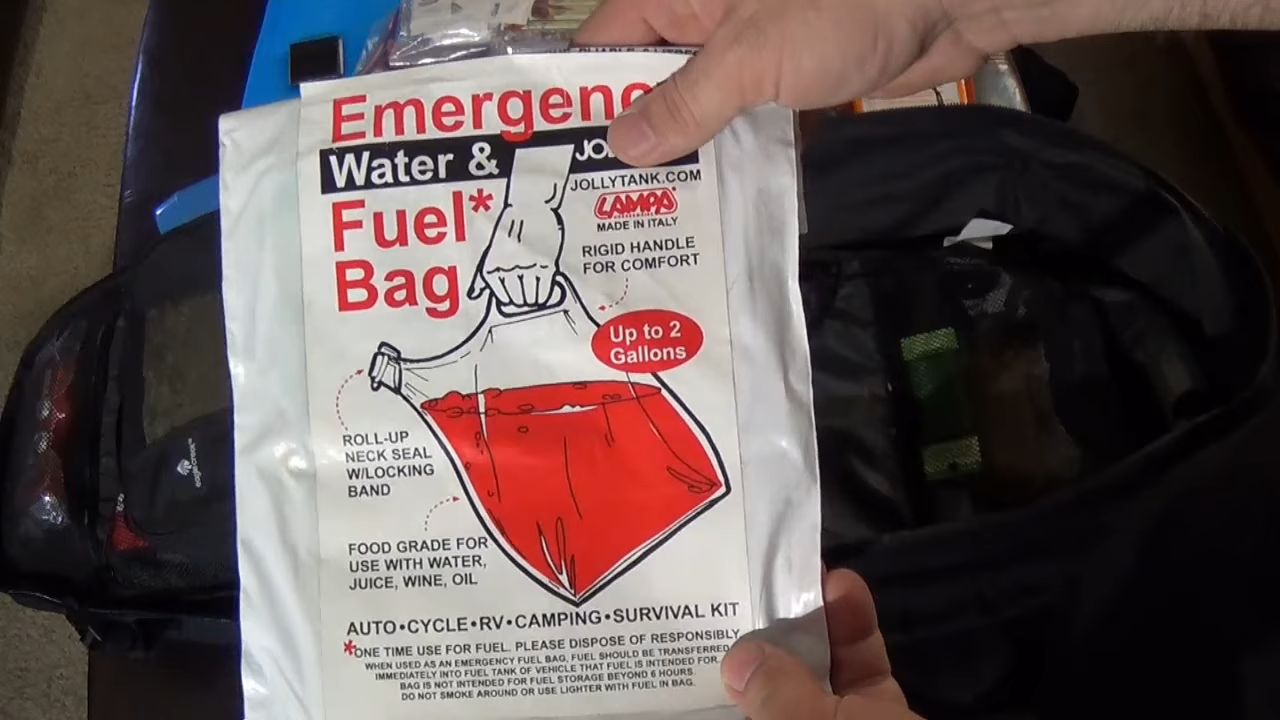 Emergenc
Water &
JOLLYTANK.COM
LAMPA
MADE IN ITALY
Fuel*
Bag
RIGID HANDLE
FOR COMFORT
Up to 2
Gallons
ROLL-UP
NECK SEAL
W/LOCKING
BAND
FOOD GRADE FOR
USE WITH WATER,
JUICE, WINE, OIL
AUTO•CYCLE•RV•CAMPING•SURVIVAL KIT
*ONE TIME USE FOR FUEL. PLEASE DISPOSE OF RESPONSIBLY
WHEN USED AS AN EMERGENCY FUEL BAG, FUEL SHOULD BE TRANSFERRED
IMMEDIATELY INTO FUEL TANK OF VEHICLE THAT FUEL IS INTENDED FOR.
BAG IS NOT INTENDED FOR FUEL STORAGE BEYOND 6 HOURS.
DO NOT SMOKE AROUND OR USE LIGHTER WITH FUEL IN BAG.
eagle creek